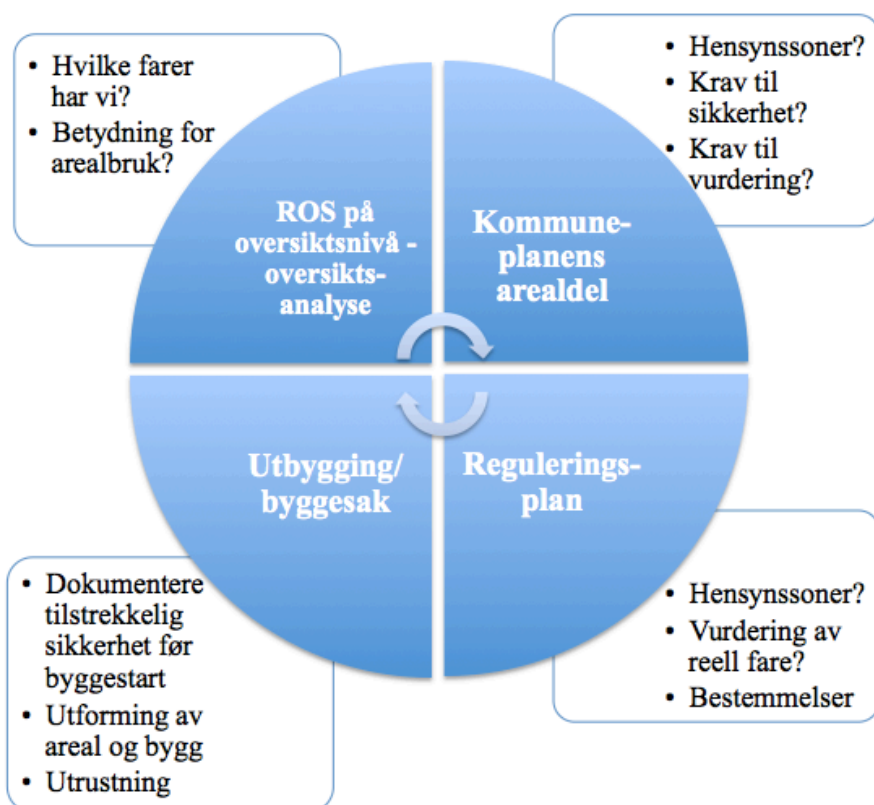 • Hvilke farer
har vi?
• Betydning for
arealbruk?
ROS på
oversiktsnivå -
oversikts-
analyse
• Hensynssoner?
• Krav til
sikkerhet?
• Krav til
vurdering?
Kommune-
planens
arealdel
Utbygging/
byggesak
• Dokumentere
tilstrekkelig
sikkerhet før
byggestart
• Utforming av
areal og bygg
• Utrustning
Regulerings-
plan
• Hensynssoner?
• Vurdering av
reell fare?
• Bestemmelser